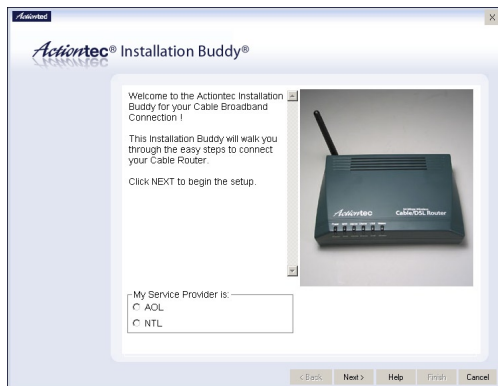 Actiontec
Actiontec® Installation Buddy®
Welcome to the Actiontec Installation
Buddy for your Cable Broadband
Connection !
This Installation Buddy will walk you
through the easy steps to connect
your Cable Router.
Click NEXT to begin the setup.
Actiontec
Cable/DSL Router
My Service Provider is:
AOL
NTL
< Back
Next >
Help
Finish
Cancel